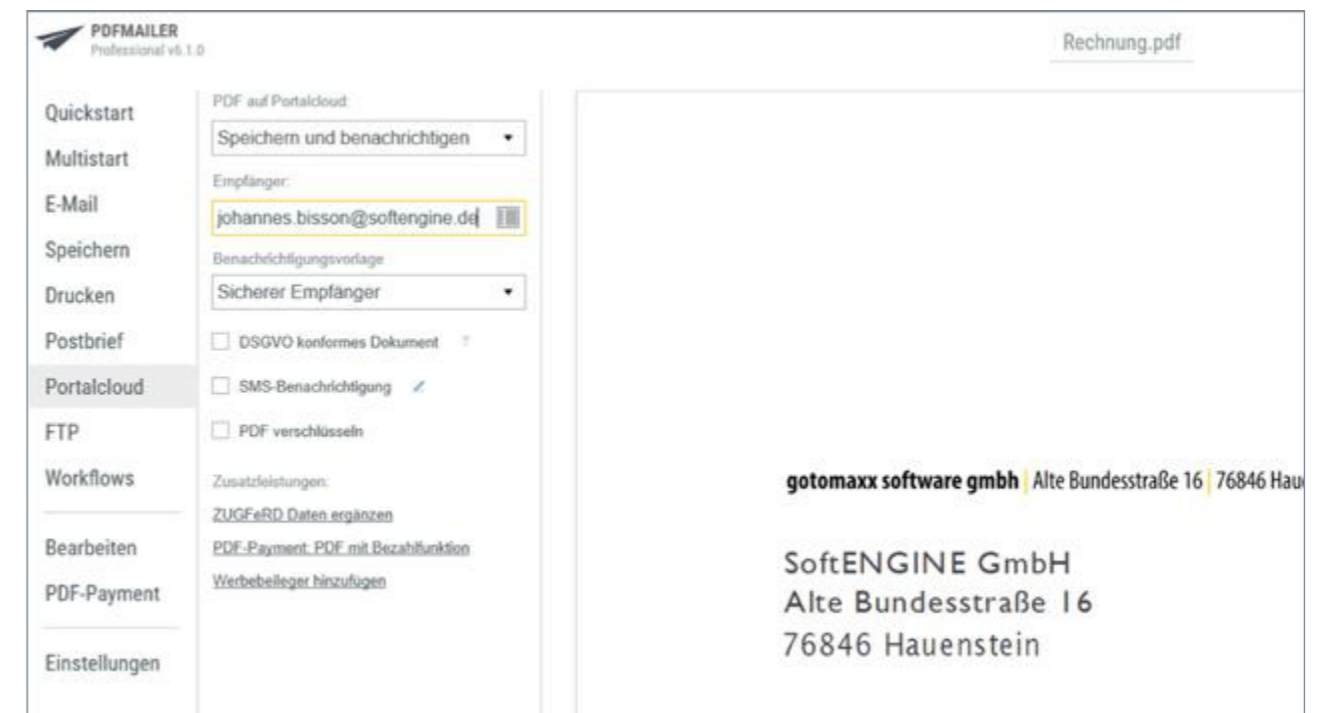 PDFMAILER
Professional v6.1.0
Rechnung.pdf
Quickstart
Multistart
E-Mail
Speichern
Drucken
Postbrief
Portalcloud
FTP
Workflows
Bearbeiten
PDF-Payment
Einstellungen
PDF auf Portalcloud:
Speichern und benachrichtigen
Empfänger:
johannes.bisson@softengine.de
Benachrichtigungsvorlage
Sicherer Empfänger
DSGVO konformes Dokument ?
SMS-Benachrichtigung
PDF verschlüsseln
Zusatzleistungen:
ZUGFeRD Daten ergänzen
PDF-Payment: PDF mit Bezahlfunktion
Werbebeileger hinzufügen
gotomaxx software gmbh | Alte Bundesstraße 16 | 76846 Hau
SoftENGINE GmbH
Alte Bundesstraße 16
76846 Hauenstein